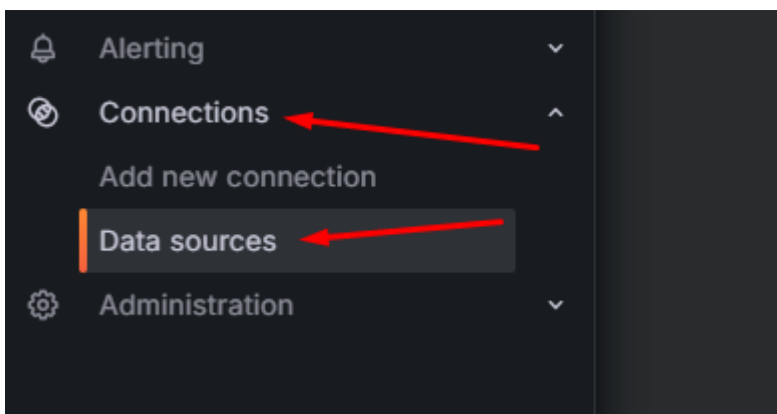 Alerting
Connections
Add new connection
Data sources
Administration